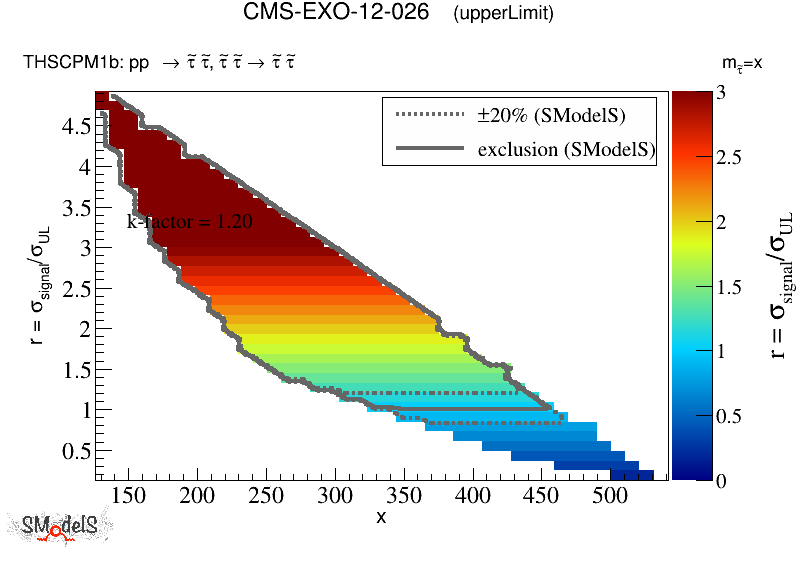 CMS-EXO-12-026 (upperLimit)
THSCPM1b: pp → τ̃ τ̃, τ̃ τ̃ → τ̃ τ̃
m_τ̃=x
±20% (SModelS)
exclusion (SModelS)
k-factor = 1.20
r = σ_signal/σ_UL
4.5
4
3.5
3
2.5
2
1.5
1
0.5
150 200 250 300 350 400 450 500
x
3
2.5
2
1.5
1
0.5
0
r = σ_signal/σ_UL
SModelS